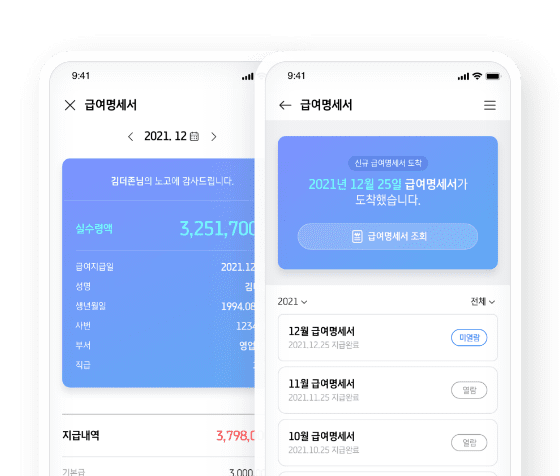 9:41
급여명세서
2021. 12
김더존님의 노고에 감사드립니다.
실수령액 3,251,700
급여지급일 2021.12
성명 김
생년월일 1994.08
사번 1234
부서 영업
직급
지급내역 3,798,0
기본급 3,000
9:41
급여명세서
신규 급여명세서 도착
2021년 12월 25일 급여명세서가
도착했습니다.
급여명세서 조회
2021 전체
12월 급여명세서
2021.12.25 지급완료
미열람
11월 급여명세서
2021.11.25 지급완료
열람
10월 급여명세서
2021.10.25 지급완료
열람